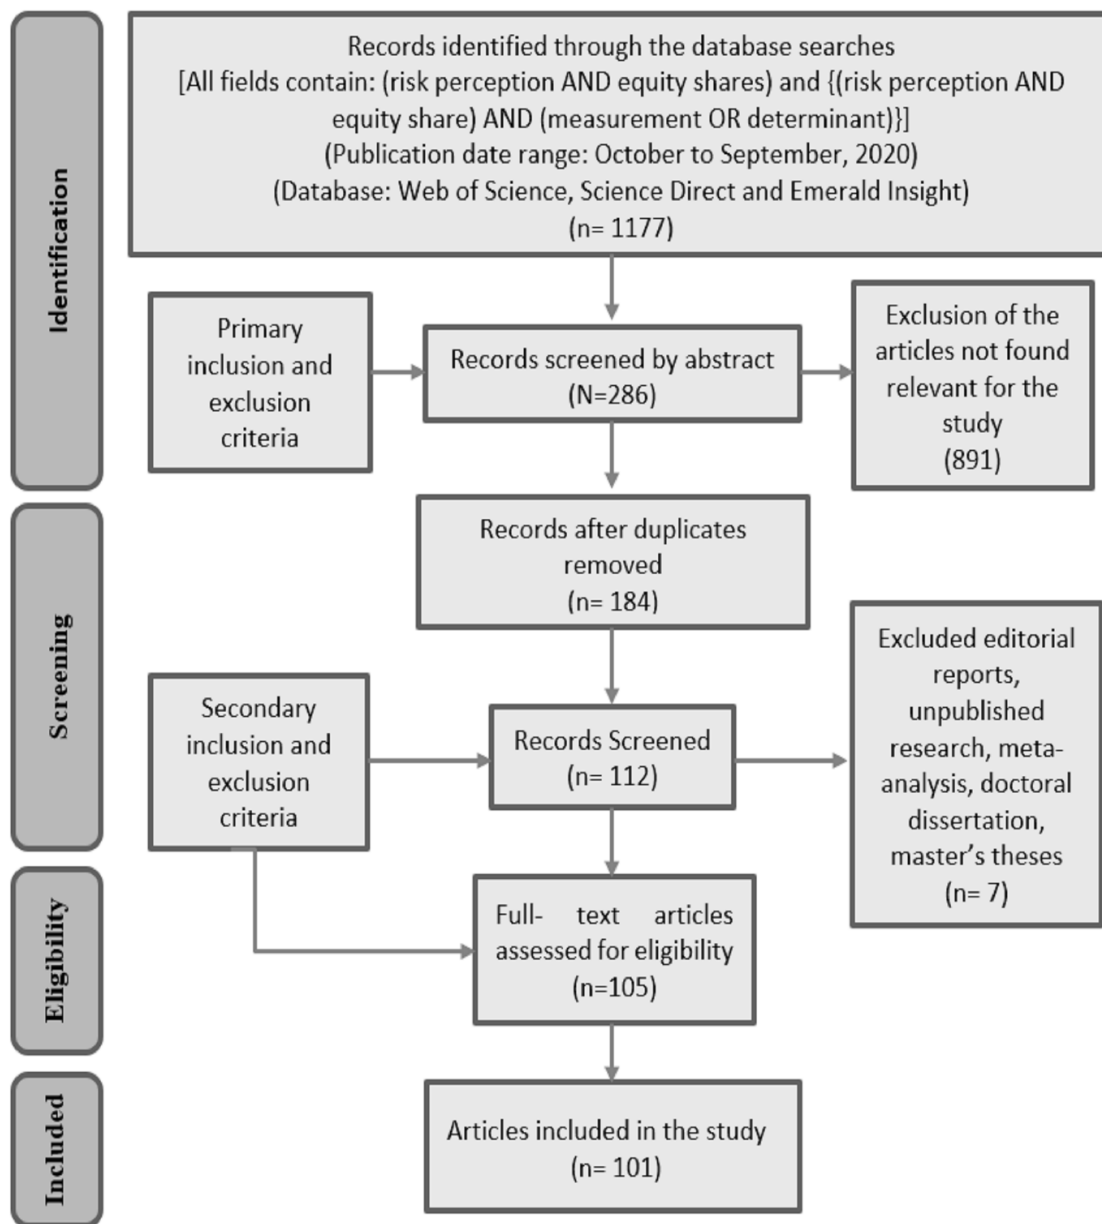 Identification
Records identified through the database searches
[All fields contain: (risk perception AND equity shares) and {(risk perception AND
equity share) AND (measurement OR determinant)}]
(Publication date range: October to September, 2020)
(Database: Web of Science, Science Direct and Emerald Insight)
(n= 1177)
Primary
inclusion and
exclusion
criteria
Records screened by abstract
(N=286)
Exclusion of the
articles not found
relevant for the
study
(891)
Screening
Records after duplicates
removed
(n= 184)
Secondary
inclusion and
exclusion
criteria
Records Screened
(n= 112)
Excluded editorial
reports,
unpublished
research, meta-
analysis, doctoral
dissertation,
master's theses
(n= 7)
Eligibility
Full- text articles
assessed for eligibility
(n=105)
Included
Articles included in the study
(n= 101)